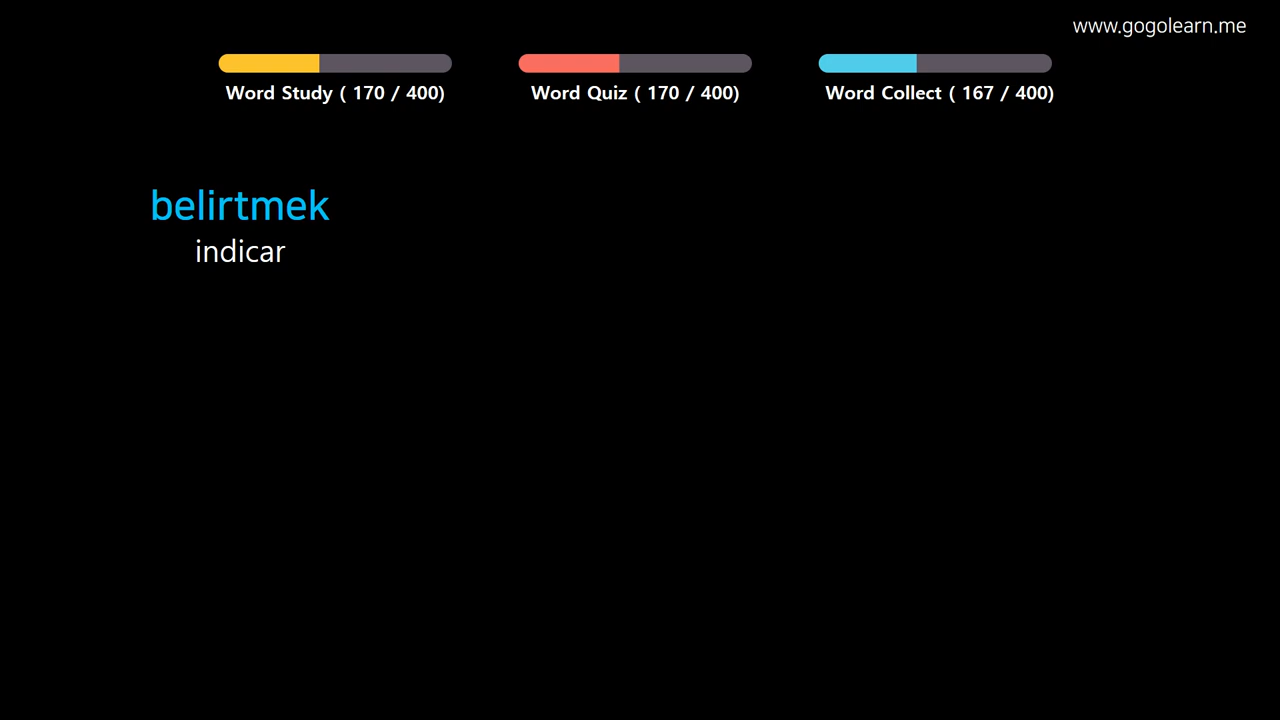 www.gogolearn.me
Word Study ( 170 / 400)
Word Quiz ( 170 / 400)
Word Collect ( 167 / 400)
belirtmek
indicar